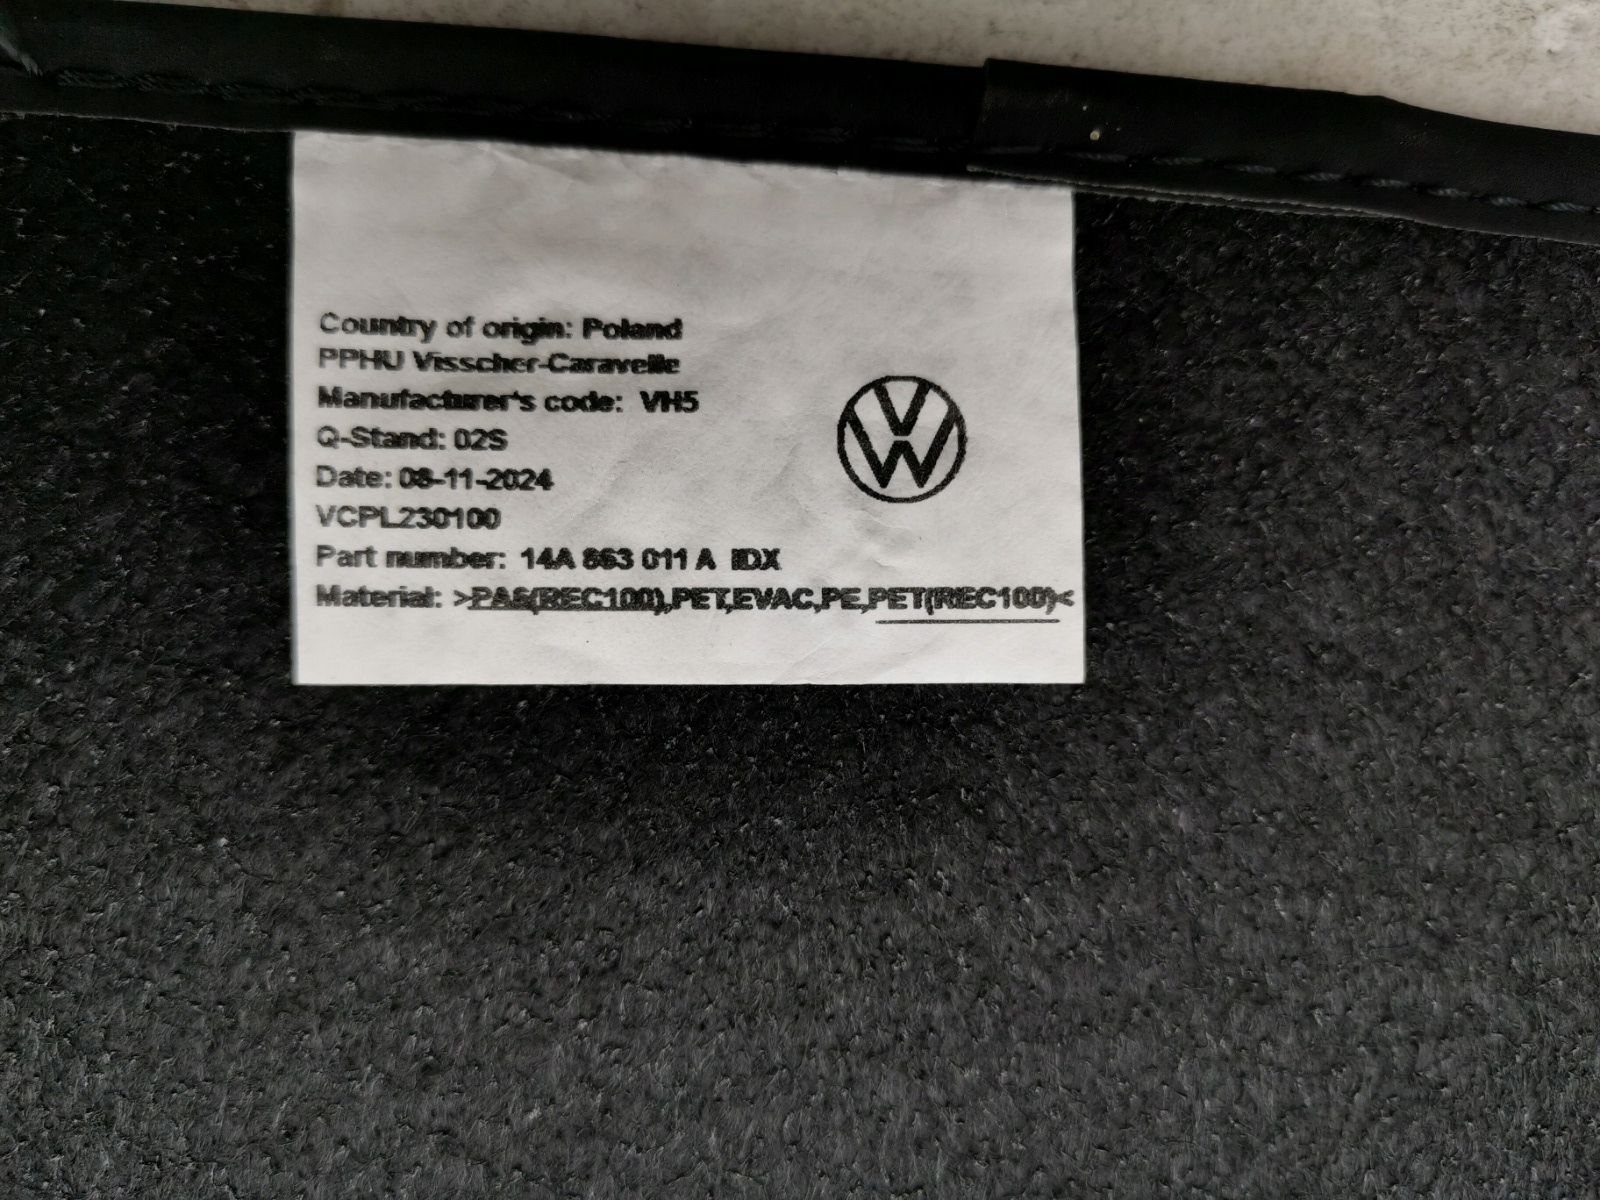 Country of origin: Poland
PPHU Visscher-Caravelle
Manufacturer's code: VH5
Q-Stand: 02S
Date: 08-11-2024
VCPL230100
Part number: 14A 863 011 A IDX
Material: >PA6(REC100),PET,EVAC,PE,PET(REC100)<